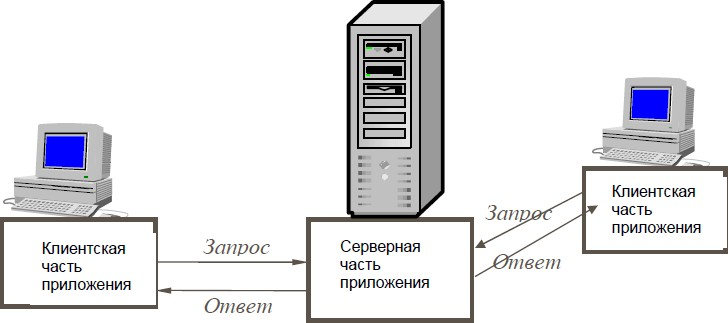 Клиентская
часть
приложения
Запрос
Ответ
Серверная
часть
приложения
Запрос
Ответ
Клиентская
часть
приложения